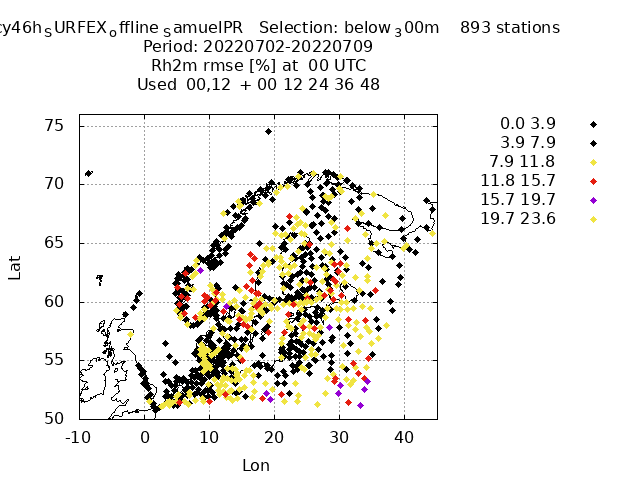 cy46h_SURFEX_offline_SamuelPR Selection: below_300m 893 stations
Period: 20220702-20220709
Rh2m rmse [%] at 00 UTC
Used 00,12 + 00 12 24 36 48
0.0 3.9
3.9 7.9
7.9 11.8
11.8 15.7
15.7 19.7
19.7 23.6
75
70
65
60
55
50
Lat
-10 0 10 20 30 40
Lon